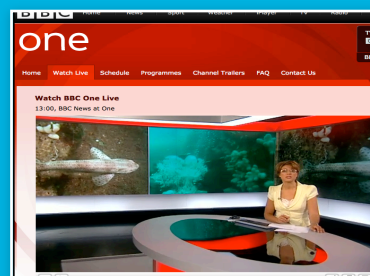 BBC Home News Sport Weather iPlayer TV Radio
one
Home Watch Live Schedule Programmes Channel Trailers FAQ Contact Us
Watch BBC One Live
13:00, BBC News at One